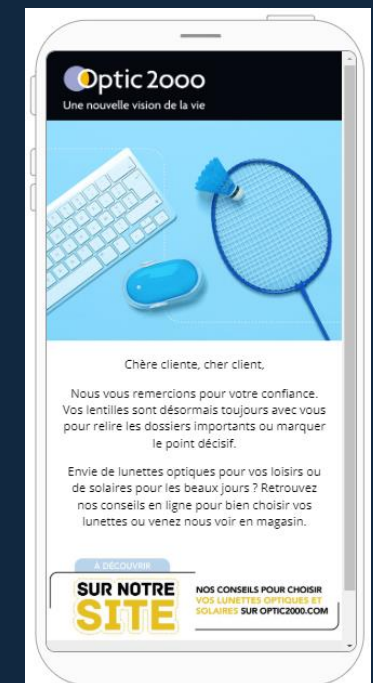 Optic 2ooo
Une nouvelle vision de la vie
Chère cliente, cher client,
Nous vous remercions pour votre confiance.
Vos lentilles sont désormais toujours avec vous
pour relire les dossiers importants ou marquer
le point décisif.
Envie de lunettes optiques pour vos loisirs ou
de solaires pour les beaux jours ? Retrouvez
nos conseils en ligne pour bien choisir vos
lunettes ou venez nous voir en magasin.
À DÉCOUVRIR
SUR NOTRE
SITE
NOS CONSEILS POUR CHOISIR
VOS LUNETTES OPTIQUES ET
SOLAIRES SUR OPTIC2000.COM